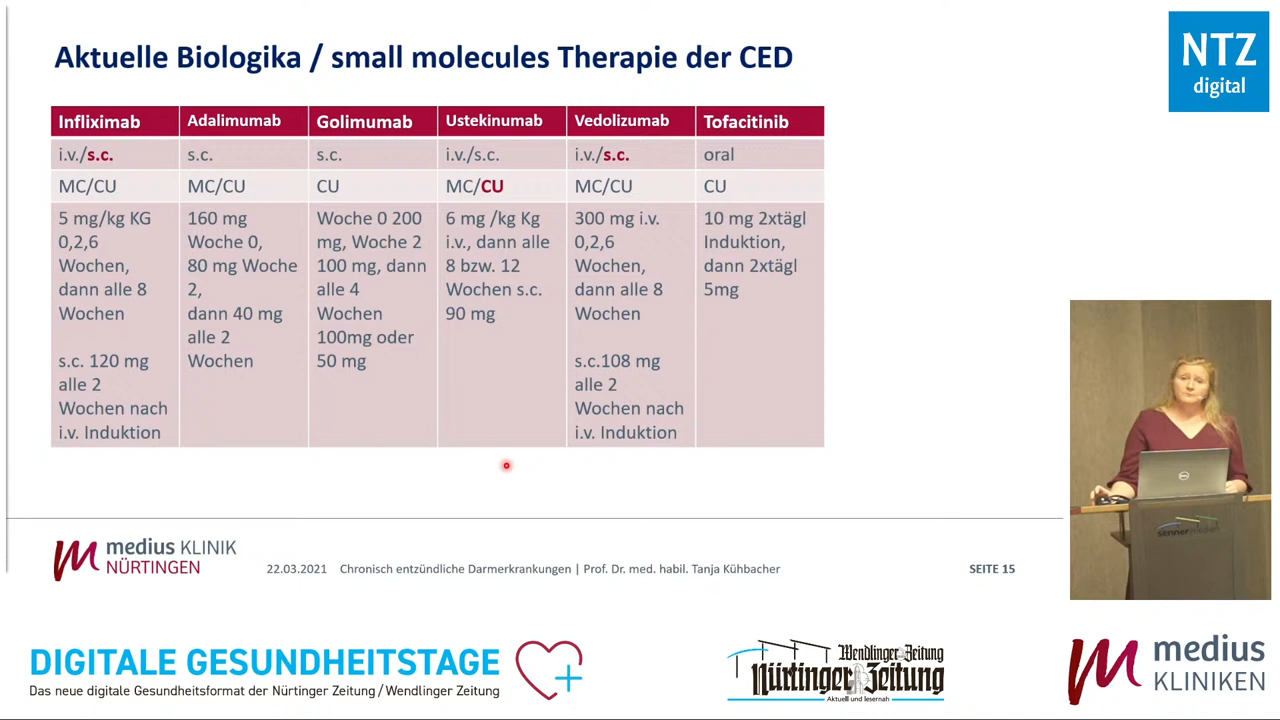 Aktuelle Biologika / small molecules Therapie der CED
NTZ
digital
Infliximab
Adalimumab
Golimumab
Ustekinumab
Vedolizumab
Tofacitinib
i.v./s.c.
s.c.
s.c.
i.v./s.c.
i.v./s.c.
oral
MC/CU
MC/CU
CU
MC/CU
MC/CU
CU
5 mg/kg KG
0,2,6
Wochen,
dann alle 8
Wochen
s.c. 120 mg
alle 2
Wochen nach
i.v. Induktion
160 mg
Woche 0,
80 mg Woche
2,
dann 40 mg
alle 2
Wochen
Woche 0 200
mg, Woche 2
100 mg, dann
alle 4
Wochen
100mg oder
50 mg
6 mg /kg Kg
i.v., dann alle
8 bzw. 12
Wochen s.c.
90 mg
300 mg i.v.
0,2,6
Wochen,
dann alle 8
Wochen
s.c.108 mg
alle 2
Wochen nach
i.v. Induktion
10 mg 2xtägl
Induktion,
dann 2xtägl
5mg
medius KLINIK
NÜRTINGEN
22.03.2021 Chronisch entzündliche Darmerkrankungen | Prof. Dr. med. habil. Tanja Kühbacher
SEITE 15
DIGITALE GESUNDHEITSTAGE
Das neue digitale Gesundheitsformat der Nürtinger Zeitung / Wendlinger Zeitung
Wendlinger Zeitung
Nürtinger Zeitung
Aktuell und lesernah
medius
KLINIKEN